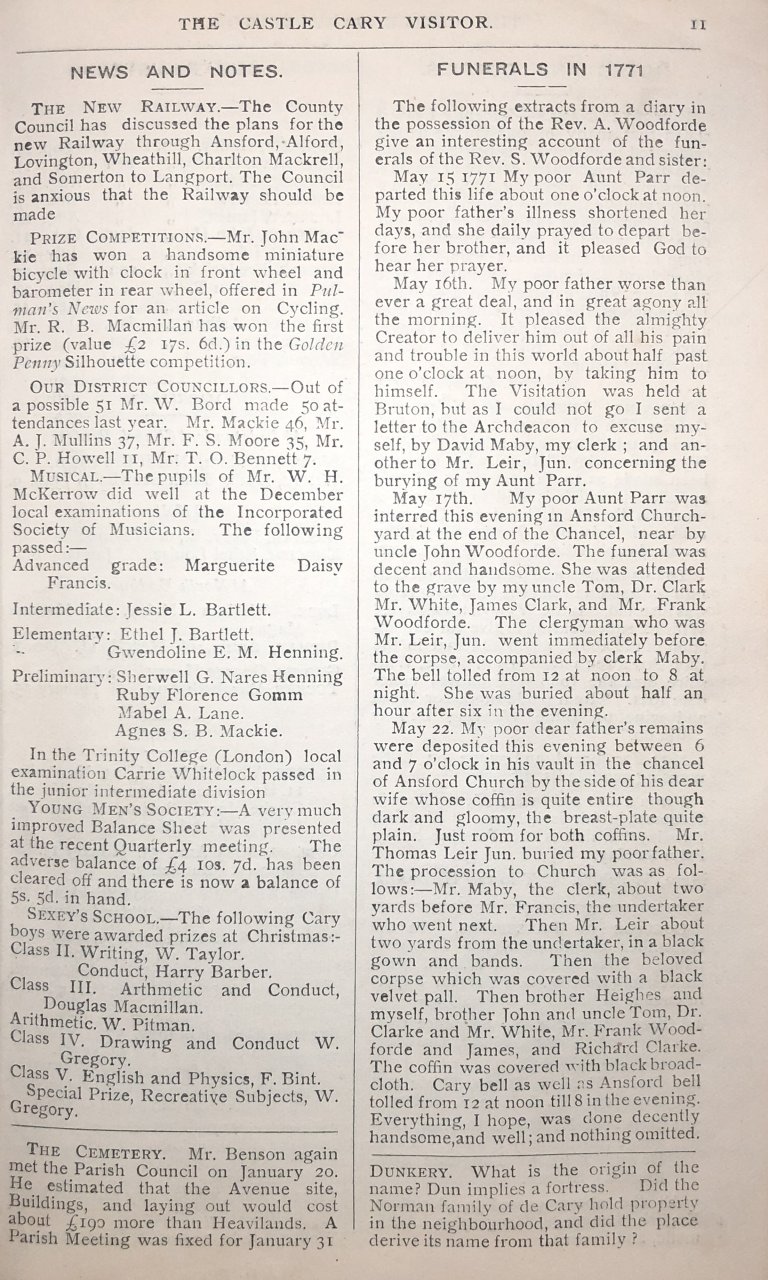 THE CASTLE CARY VISITOR. 11
NEWS AND NOTES.
THE NEW RAILWAY.—The County
Council has discussed the plans for the
new Railway through Ansford, Alford,
Lovington, Wheathill, Charlton Mackrell,
and Somerton to Langport. The Council
is anxious that the Railway should be
made
PRIZE COMPETITIONS.—Mr. John Mac-
kie has won a handsome miniature
bicycle with clock in front wheel and
barometer in rear wheel, offered in Pul-
man's News for an article on Cycling.
Mr. R. B. Macmillan has won the first
prize (value £2 17s. 6d.) in the Golden
Penny Silhouette competition.
OUR DISTRICT COUNCILLORS.—Out of
a possible 51 Mr. W. Bord made 50 at-
tendances last year. Mr. Mackie 46, Mr.
A. J. Mullins 37, Mr. F. S. Moore 35, Mr.
C. P. Howell 11, Mr. T. O. Bennett 7.
MUSICAL.—The pupils of Mr. W. H.
McKerrow did well at the December
local examinations of the Incorporated
Society of Musicians. The following
passed:—
Advanced grade: Marguerite Daisy
Francis.
Intermediate: Jessie L. Bartlett.
Elementary: Ethel J. Bartlett.
Gwendoline E. M. Henning.
Preliminary: Sherwell G. Nares Henning
Ruby Florence Gomm
Mabel A. Lane.
Agnes S. B. Mackie.
In the Trinity College (London) local
examination Carrie Whitelock passed in
the junior intermediate division
YOUNG MEN'S SOCIETY:—A very much
improved Balance Sheet was presented
at the recent Quarterly meeting. The
adverse balance of £4 10s. 7d. has been
cleared off and there is now a balance of
5s. 5d. in hand.
SEXEY'S SCHOOL.—The following Cary
boys were awarded prizes at Christmas:-
Class II. Writing, W. Taylor.
Conduct, Harry Barber.
Class III. Arthmetic and Conduct,
Douglas Macmillan.
Arithmetic. W. Pitman.
Class IV. Drawing and Conduct W.
Gregory.
Class V. English and Physics, F. Bint.
Special Prize, Recreative Subjects, W.
Gregory.
THE CEMETERY. Mr. Benson again
met the Parish Council on January 20.
He estimated that the Avenue site,
Buildings, and laying out would cost
about £190 more than Heavilands. A
Parish Meeting was fixed for January 31
FUNERALS IN 1771
The following extracts from a diary in
the possession of the Rev. A. Woodforde
give an interesting account of the fun-
erals of the Rev. S. Woodforde and sister:
May 15 1771 My poor Aunt Parr de-
parted this life about one o'clock at noon.
My poor father's illness shortened her
days, and she daily prayed to depart be-
fore her brother, and it pleased God to
hear her prayer.
May 16th. My poor father worse than
ever a great deal, and in great agony all
the morning. It pleased the almighty
Creator to deliver him out of all his pain
and trouble in this world about half past
one o'clock at noon, by taking him to
himself. The Visitation was held at
Bruton, but as I could not go I sent a
letter to the Archdeacon to excuse my-
self, by David Maby, my clerk ; and an-
other to Mr. Leir, Jun. concerning the
burying of my Aunt Parr.
May 17th. My poor Aunt Parr was
interred this evening in Ansford Church-
yard at the end of the Chancel, near by
uncle John Woodforde. The funeral was
decent and handsome. She was attended
to the grave by my uncle Tom, Dr. Clark
Mr. White, James Clark, and Mr. Frank
Woodforde. The clergyman who was
Mr. Leir, Jun. went immediately before
the corpse, accompanied by clerk Maby.
The bell tolled from 12 at noon to 8 at
night. She was buried about half an
hour after six in the evening.
May 22. My poor dear father's remains
were deposited this evening between 6
and 7 o'clock in his vault in the chancel
of Ansford Church by the side of his dear
wife whose coffin is quite entire though
dark and gloomy, the breast-plate quite
plain. Just room for both coffins. Mr.
Thomas Leir Jun. buried my poor father.
The procession to Church was as fol-
lows:—Mr. Maby, the clerk, about two
yards before Mr. Francis, the undertaker
who went next. Then Mr. Leir about
two yards from the undertaker, in a black
gown and bands. Then the beloved
corpse which was covered with a black
velvet pall. Then brother Heighes and
myself, brother John and uncle Tom, Dr.
Clarke and Mr. White, Mr. Frank Wood-
forde and James, and Richard Clarke.
The coffin was covered with black broad-
cloth. Cary bell as well as Ansford bell
tolled from 12 at noon till 8 in the evening.
Everything, I hope, was done decently
handsome, and well; and nothing omitted.
DUNKERY. What is the origin of the
name? Dun implies a fortress. Did the
Norman family of de Cary hold property
in the neighbourhood, and did the place
derive its name from that family ?